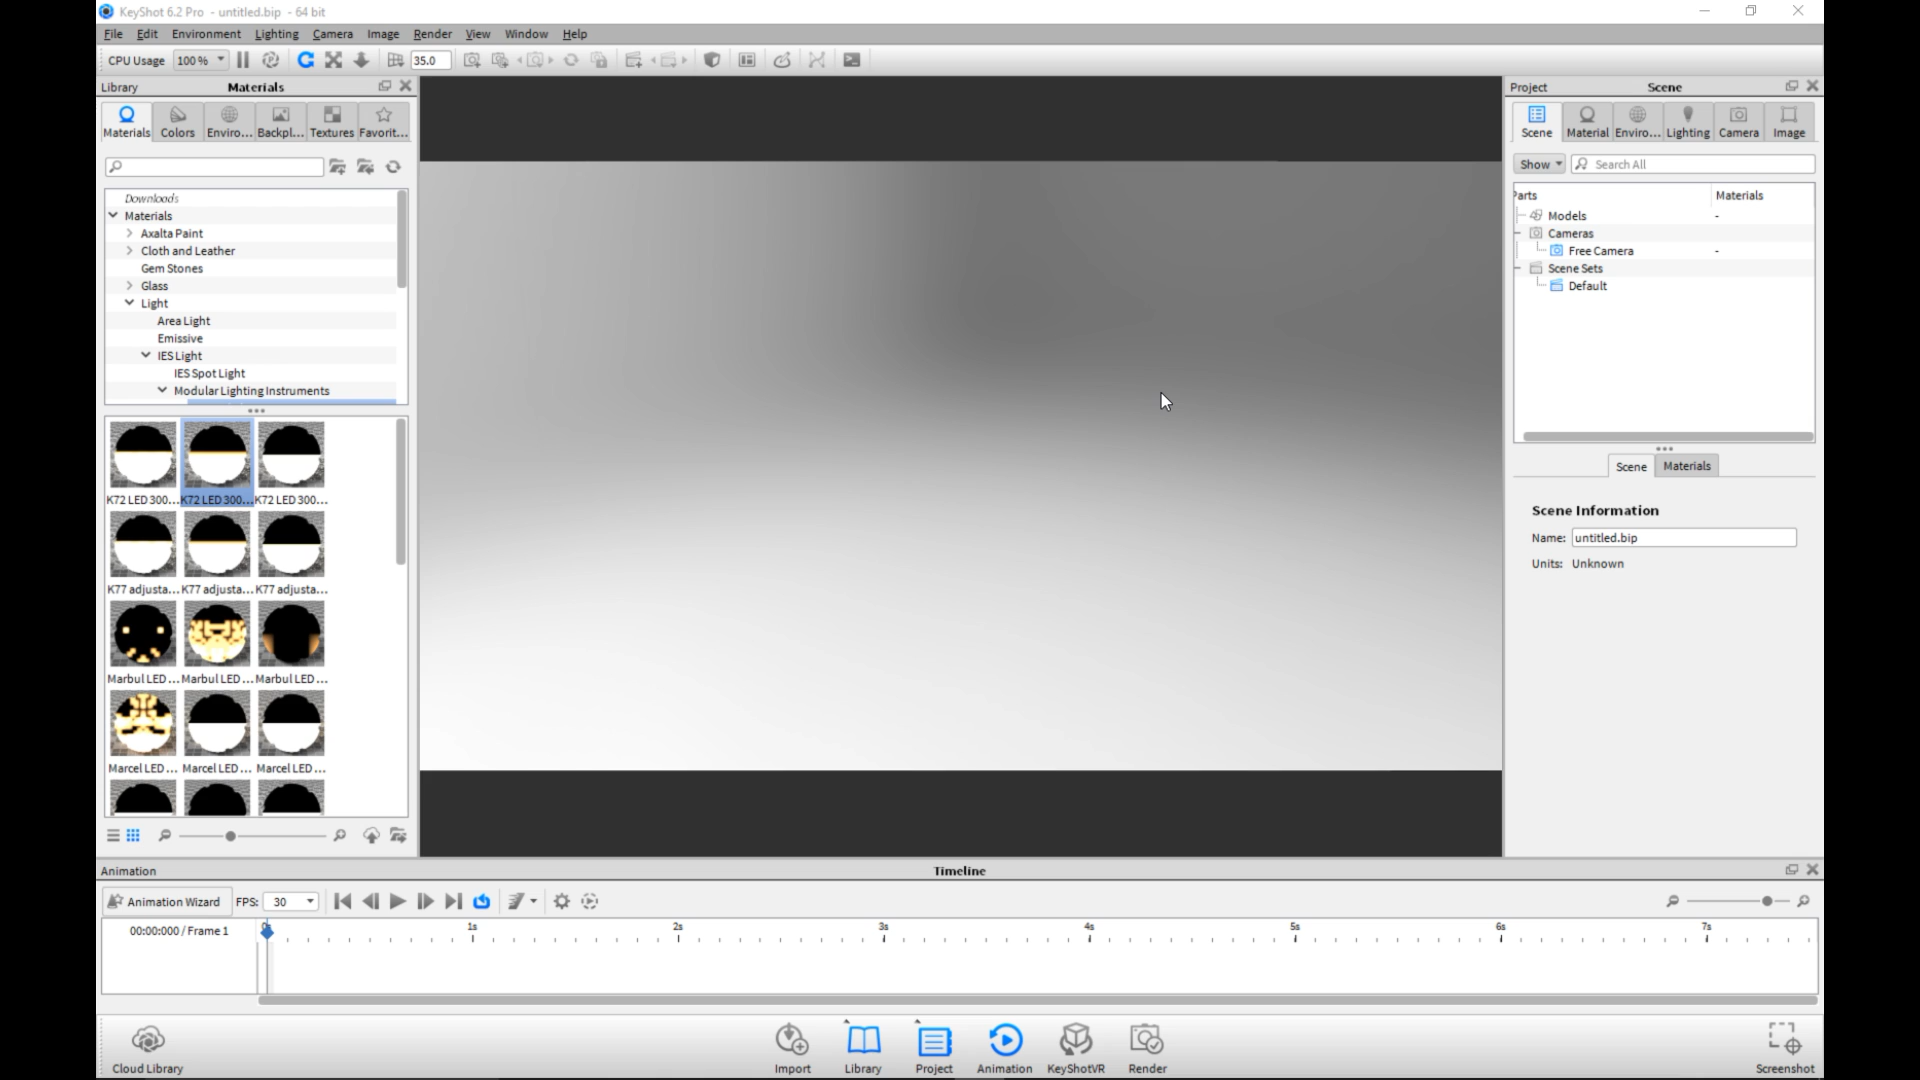 KeyShot 6.2 Pro - untitled.bip - 64 bit
File Edit Environment Lighting Camera Image Render View Window Help
CPU Usage 100 % 35.0
Library Materials
Materials Colors Enviro... Backpl... Textures Favorit...
Downloads
Materials
Axalta Paint
Cloth and Leather
Gem Stones
Glass
Light
Area Light
Emissive
IES Light
IES Spot Light
Modular Lighting Instruments
K72 LED 300... K72 LED 300... K72 LED 300...
K77 adjusta... K77 adjusta... K77 adjusta...
Marbul LED ... Marbul LED ... Marbul LED ...
Marcel LED ... Marcel LED ... Marcel LED ...
Project Scene
Scene Material Enviro... Lighting Camera Image
Show Search All
Parts Materials
Models -
Cameras
Free Camera -
Scene Sets
Default
Scene Materials
Scene Information
Name: untitled.bip
Units: Unknown
Animation Timeline
Animation Wizard FPS: 30
00:00:000 / Frame 1 0s 1s 2s 3s 4s 5s 6s 7s
Cloud Library Import Library Project Animation KeyShotVR Render Screenshot